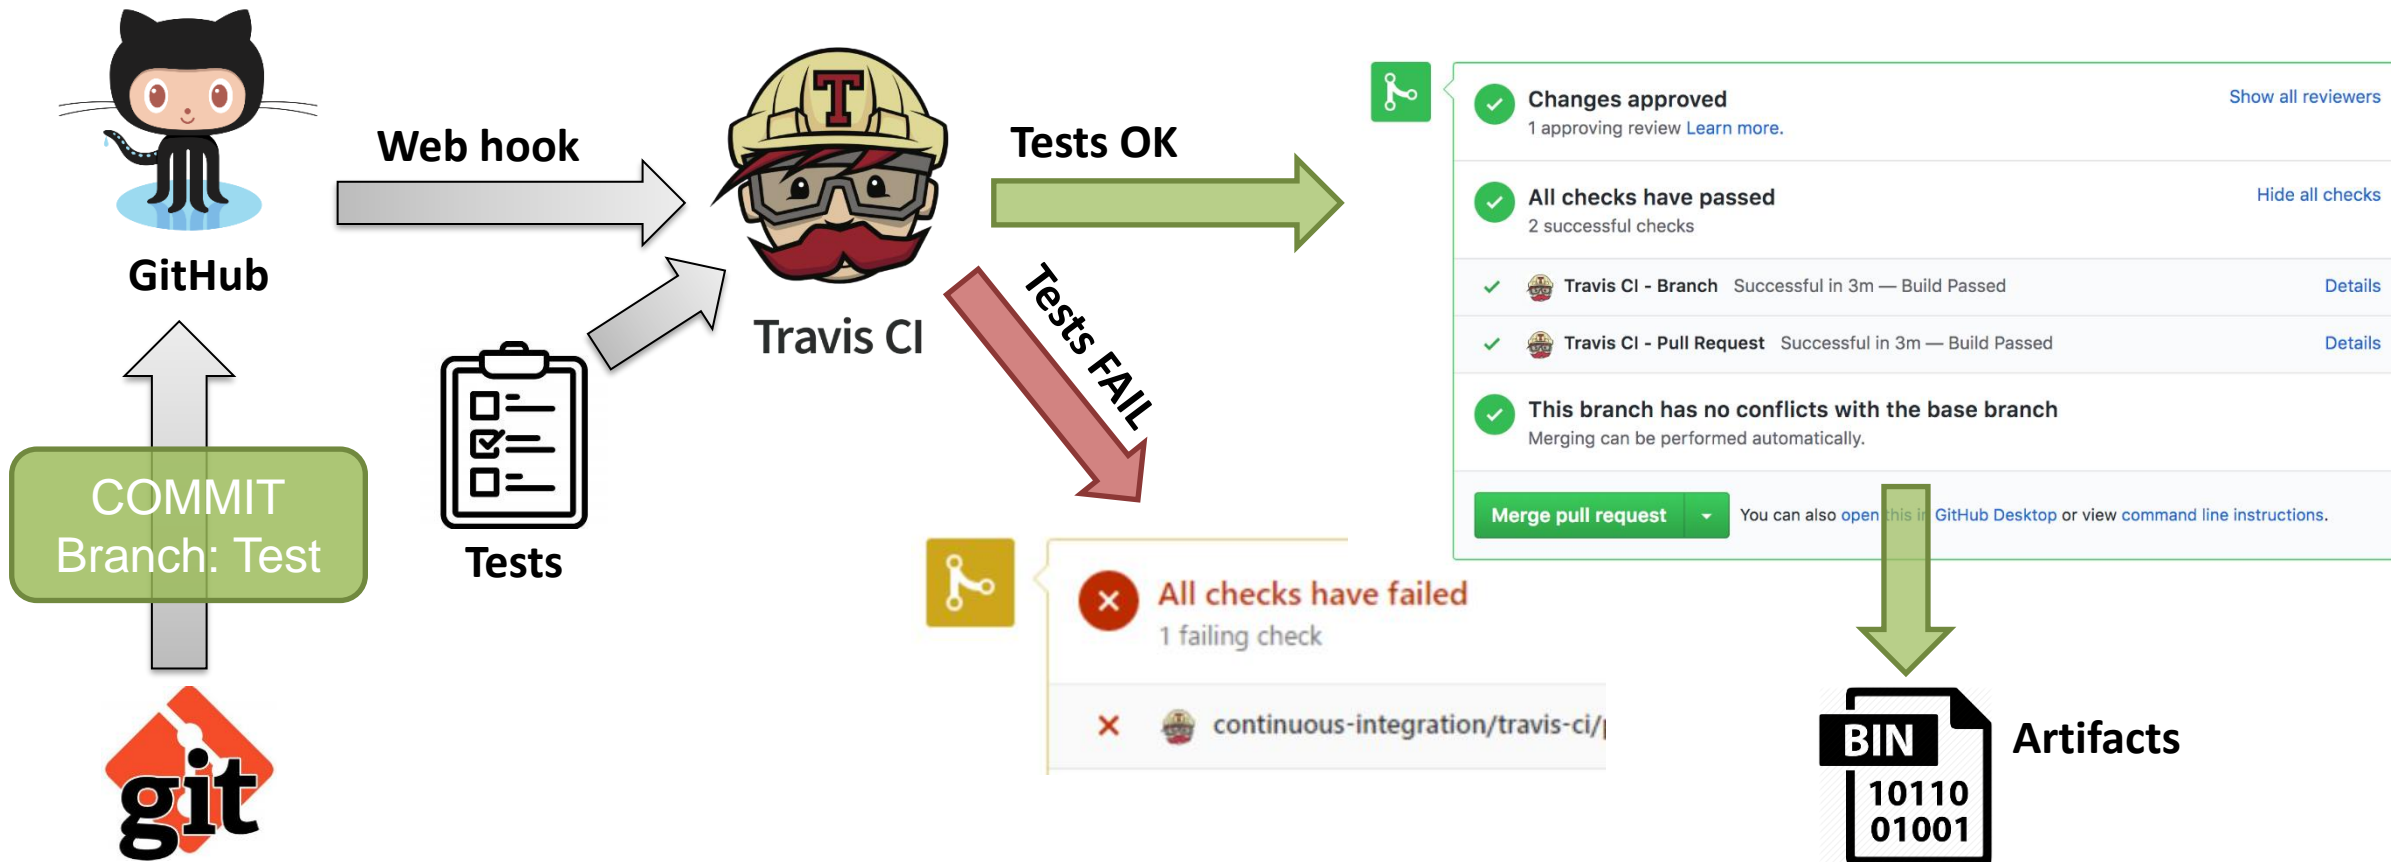 GitHub
COMMIT
Branch: Test
git
Web hook
Tests
T
Travis CI
Tests OK
Tests FAIL
Changes approved
1 approving review Learn more.
Show all reviewers
All checks have passed
2 successful checks
Hide all checks
Travis CI - Branch Successful in 3m — Build Passed
Details
Travis CI - Pull Request Successful in 3m — Build Passed
Details
This branch has no conflicts with the base branch
Merging can be performed automatically.
Merge pull request
You can also open this in GitHub Desktop or view command line instructions.
All checks have failed
1 failing check
continuous-integration/travis-ci/
BIN
10110
01001
Artifacts